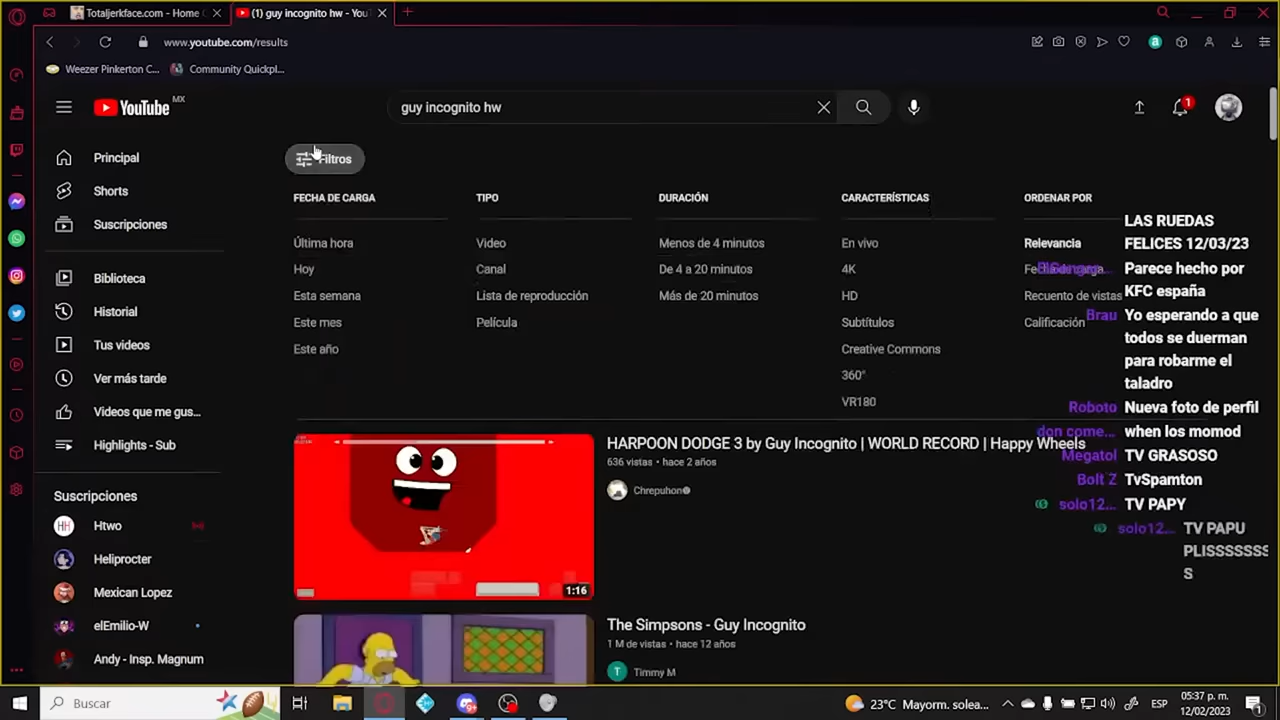 Totaljerkface.com - Home
(1) guy incognito hw - You
www.youtube.com/results
Weezer Pinkerton C...
Community Quickpl...
YouTube MX
guy incognito hw
1
Principal
Shorts
Suscripciones
Biblioteca
Historial
Tus videos
Ver más tarde
Videos que me gus...
Highlights - Sub
Suscripciones
Htwo
Heliprocter
Mexican Lopez
elEmilio-W
Andy - Insp. Magnum
Filtros
FECHA DE CARGA
Última hora
Hoy
Esta semana
Este mes
Este año
TIPO
Video
Canal
Lista de reproducción
Película
DURACIÓN
Menos de 4 minutos
De 4 a 20 minutos
Más de 20 minutos
CARACTERÍSTICAS
En vivo
4K
HD
Subtítulos
Creative Commons
360°
VR180
ORDENAR POR
Relevancia
Recuento de vistas
Calificación
HARPOON DODGE 3 by Guy Incognito | WORLD RECORD | Happy Wheels
636 vistas • hace 2 años
Chrepuhon
1:16
The Simpsons - Guy Incognito
1 M de vistas • hace 12 años
Timmy M
LAS RUEDAS
FELICES 12/03/23
Parece hecho por
KFC españa
Brau Yo esperando a que
todos se duerman
para robarme el
taladro
Roboto Nueva foto de perfil
don come... when los momod
Megatol TV GRASOSO
Bolt Z TvSpamton
solo12... TV PAPY
solo12... TV PAPU
PLISSSSSSS
S
Buscar
23°C Mayorm. solea...
ESP
05:37 p. m.
12/02/2023
1